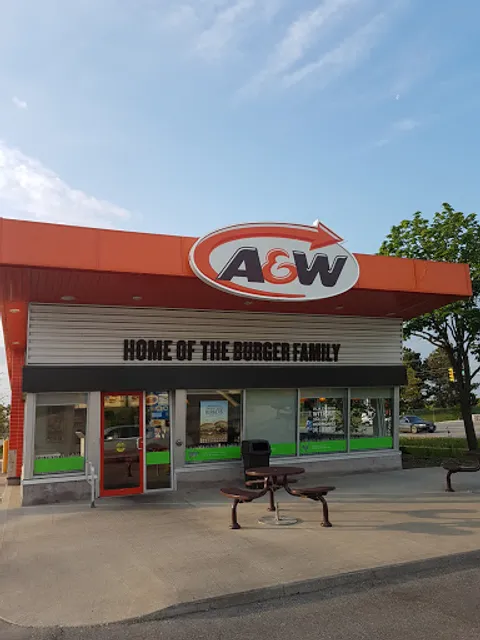 A&W
HOME OF THE BURGER FAMILY